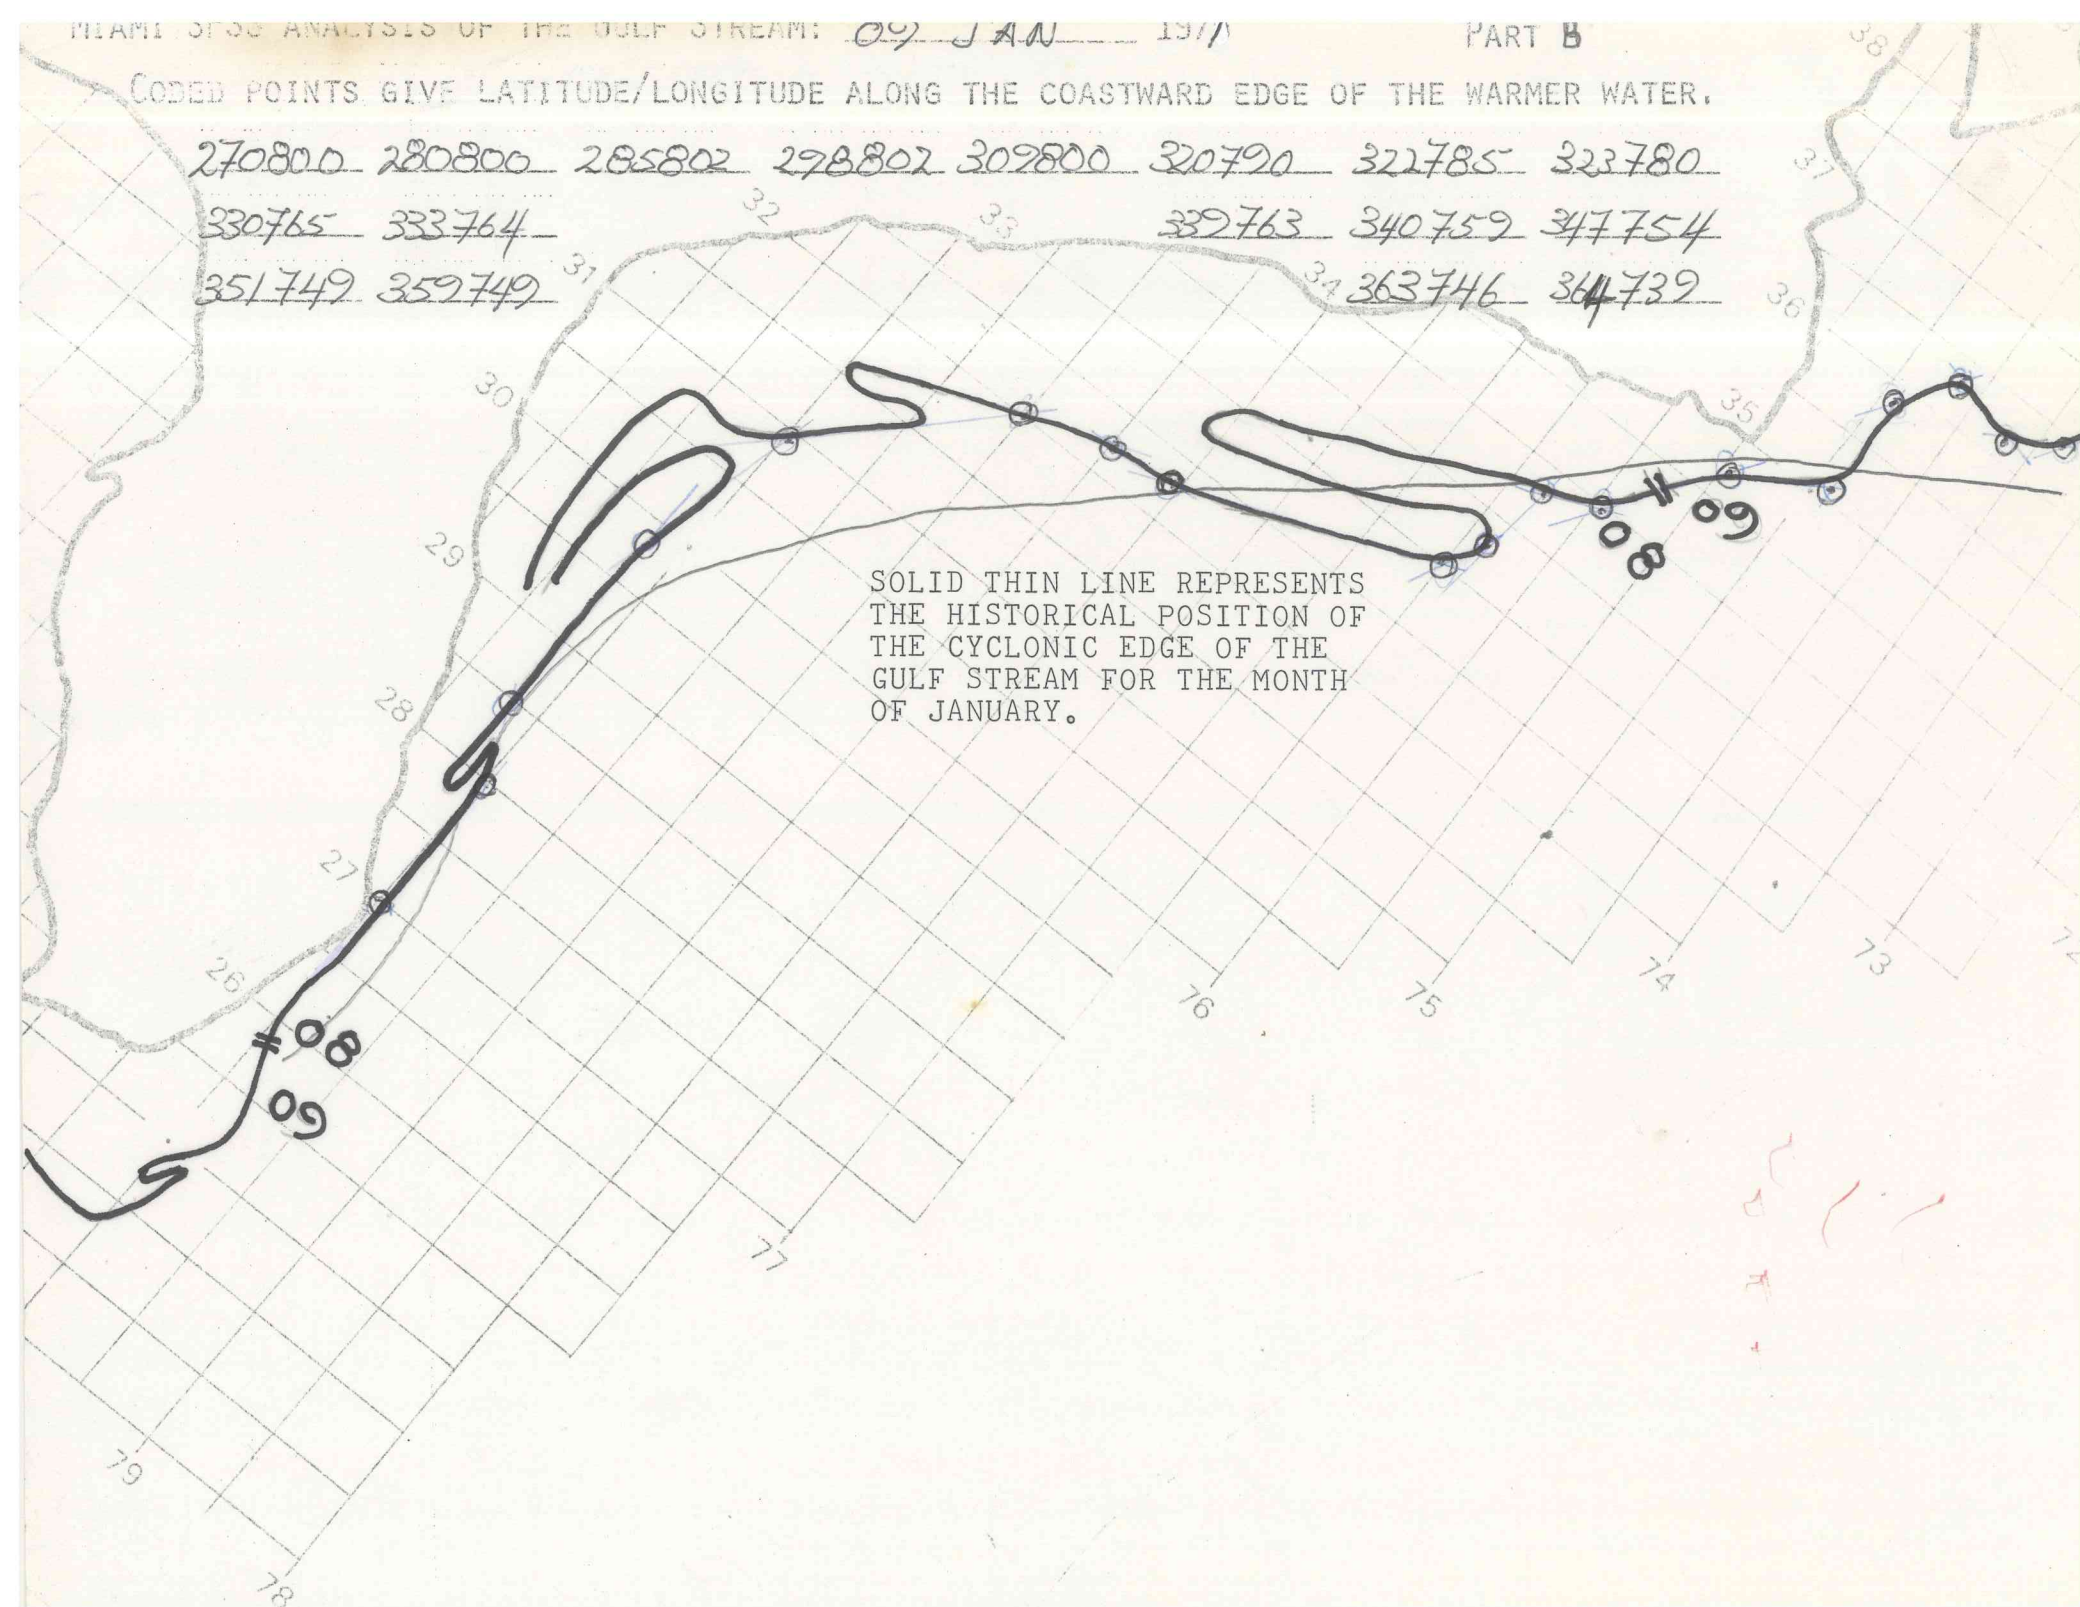 MIAMI SFSS ANALYSIS OF THE GULF STREAM: 09 JAN 1977 PART B
CODED POINTS GIVE LATITUDE/LONGITUDE ALONG THE COASTWARD EDGE OF THE WARMER WATER.
270800 280800 285802 298802 309800 320790 322785 323780
330765 333764 339763 340759 347754
351749 359749 363746 364739
38
37
36
35
34
33
32
31
30
29
28
27
26
08
09
08
09
SOLID THIN LINE REPRESENTS
THE HISTORICAL POSITION OF
THE CYCLONIC EDGE OF THE
GULF STREAM FOR THE MONTH
OF JANUARY.
72
73
74
75
76
77
79
78